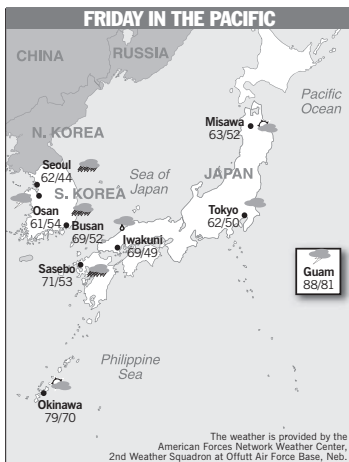 FRIDAY IN THE PACIFIC
CHINA
RUSSIA
Pacific
Ocean
Misawa
63/52
N. KOREA
Seoul
62/44
Sea of
Japan
JAPAN
S. KOREA
Osan
61/54
Busan
69/52
Tokyo
62/50
Iwakuni
69/49
Sasebo
71/53
Guam
88/81
Philippine
Sea
Okinawa
79/70
The weather is provided by the
American Forces Network Weather Center,
2nd Weather Squadron at Offutt Air Force Base, Neb.